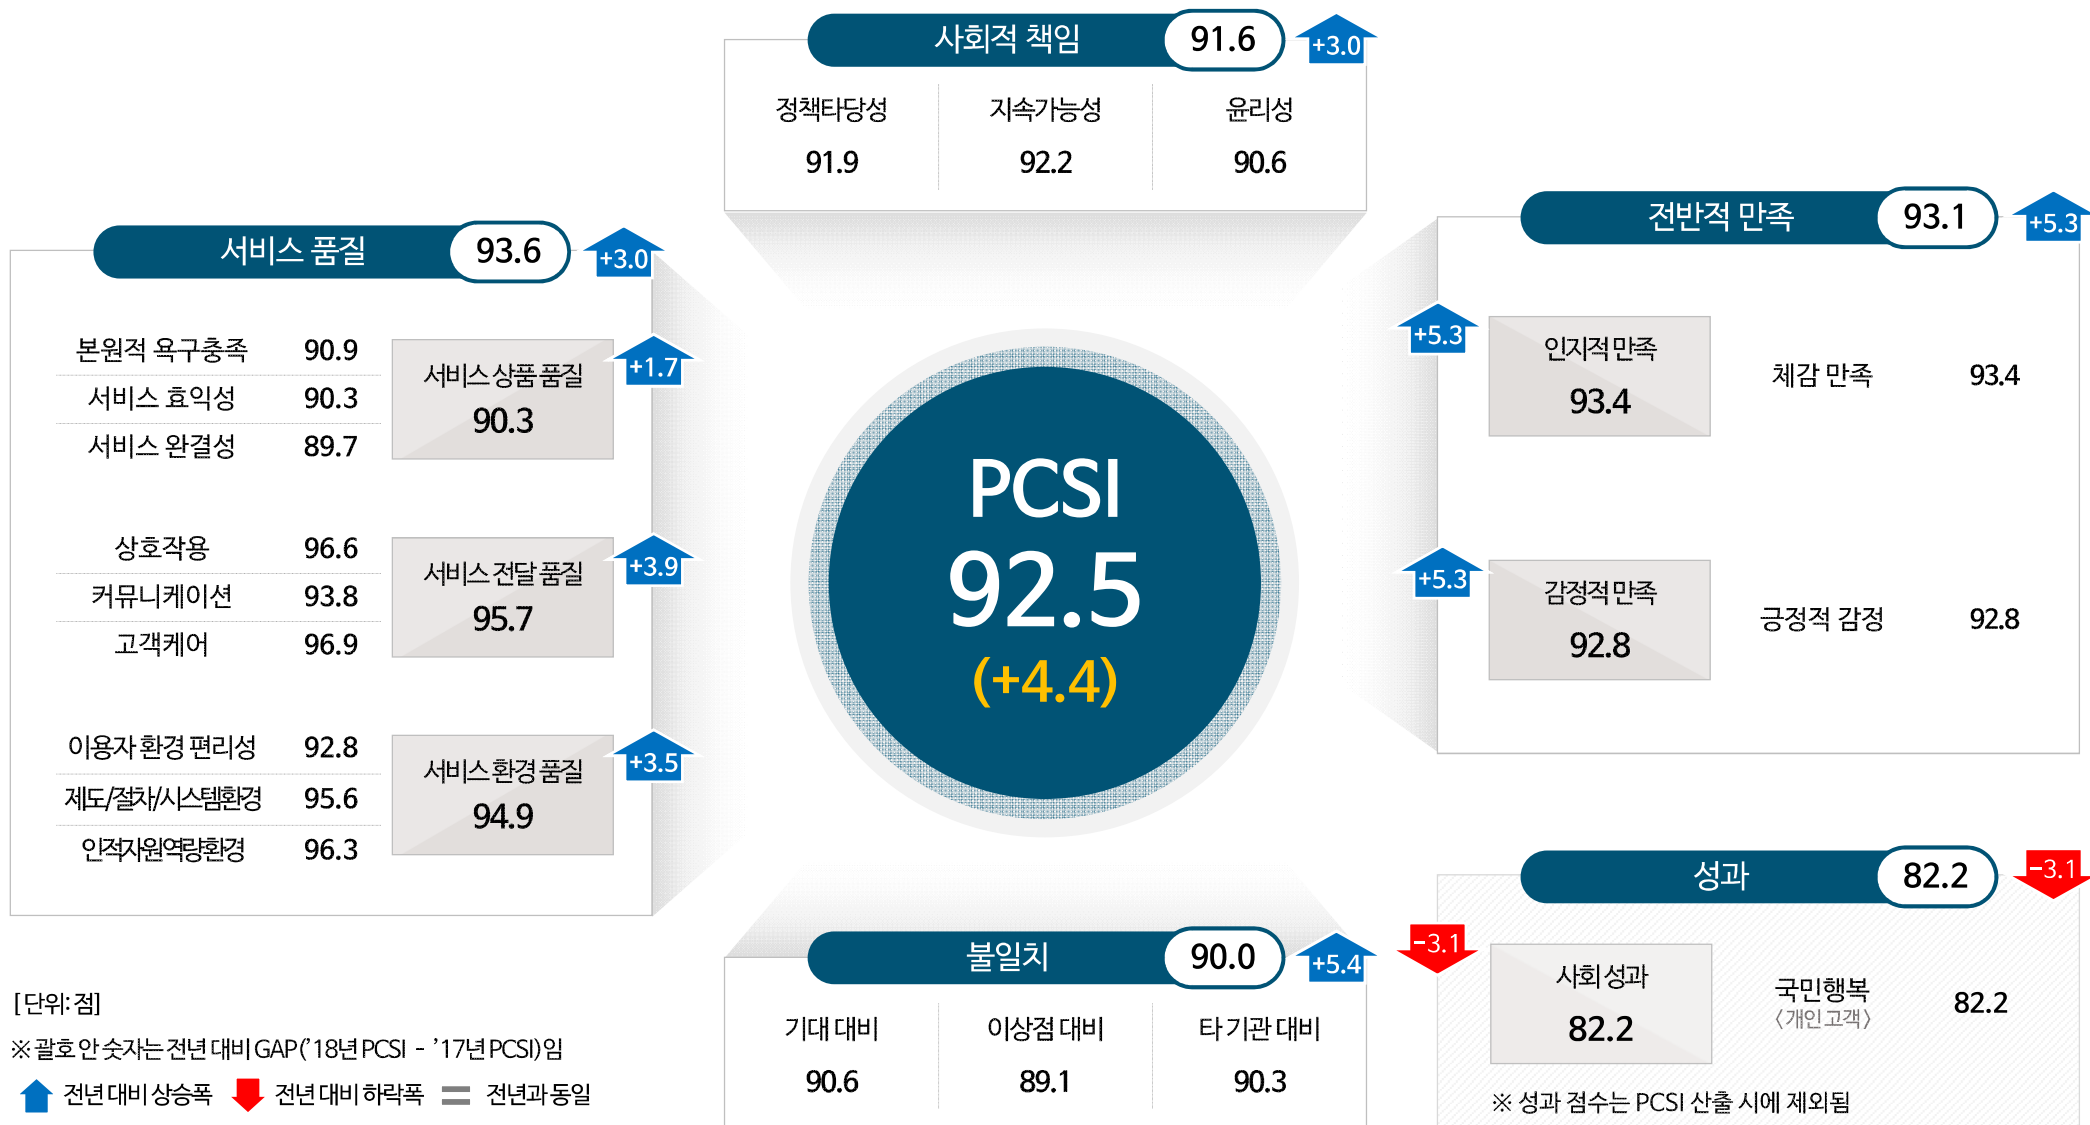 사회적 책임 91.6 +3.0
정책타당성 지속가능성 윤리성
91.9 92.2 90.6
서비스 품질 93.6 +3.0
본원적 욕구충족 90.9
서비스 효익성 90.3
서비스 완결성 89.7
서비스 상품 품질 +1.7
90.3
상호작용 96.6
커뮤니케이션 93.8
고객케어 96.9
서비스 전달 품질 +3.9
95.7
이용자 환경 편리성 92.8
제도/절차/시스템환경 95.6
인적자원역량환경 96.3
서비스 환경 품질 +3.5
94.9
PCSI
92.5
(+4.4)
전반적 만족 93.1 +5.3
+5.3 인지적 만족
93.4
체감 만족 93.4
+5.3 감정적 만족
92.8
긍정적 감정 92.8
불일치 90.0 +5.4
기대 대비 이상점 대비 타 기관 대비
90.6 89.1 90.3
성과 82.2 -3.1
-3.1 사회 성과
82.2
국민행복 82.2
〈개인 고객〉
※ 성과 점수는 PCSI 산출 시에 제외됨
[단위: 점]
※ 괄호 안 숫자는 전년 대비 GAP(’18년 PCSI - ’17년 PCSI)임
전년 대비 상승폭 전년 대비 하락폭 전년과 동일